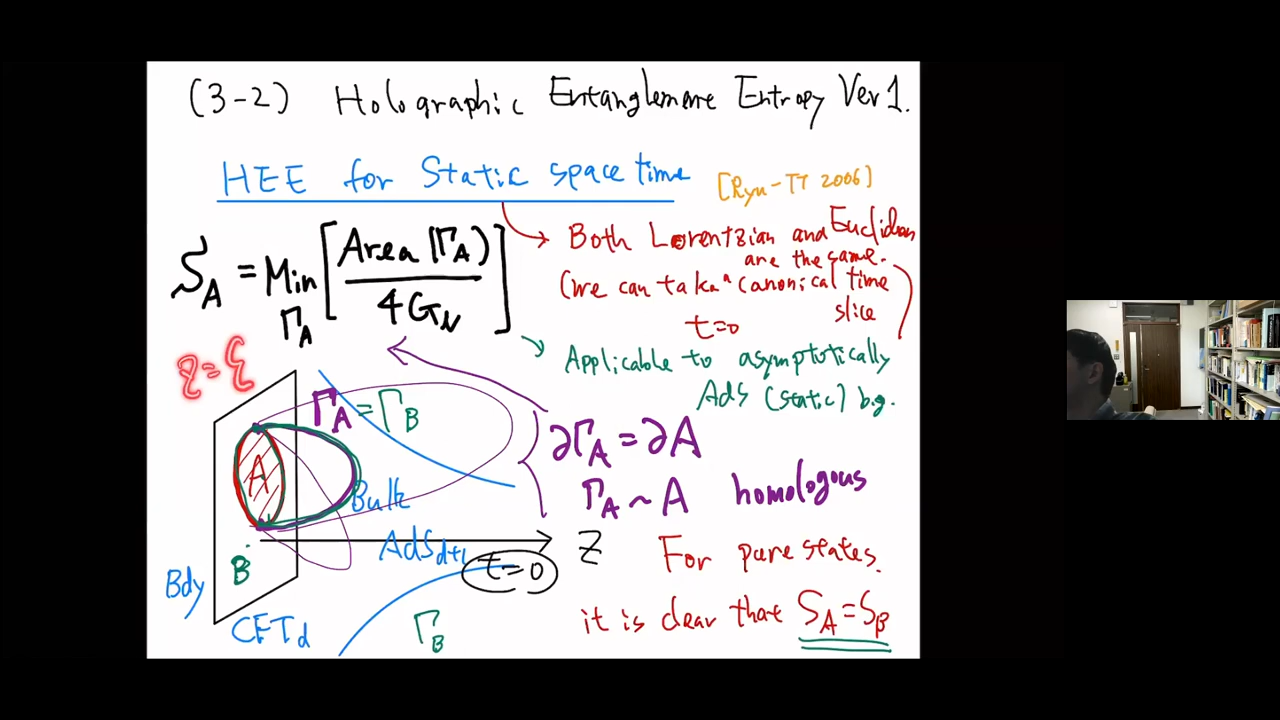 (3-2) Holographic Entanglement Entropy Ver 1.
HEE for Static spacetime [Ryu-TT 2006]
S_A = Min_{Γ_A} [ Area(Γ_A) / 4G_N ]
Both Lorentzian and Euclidean
are the same.
(we can take a canonical time
slice
t=0
Applicable to asymptotically
AdS (static) b.g.
z=ε
Γ_A = Γ_B
∂Γ_A = ∂A
A
Bulk
Γ_A ~ A homologous
AdS_{d+1}
t=0
z
B
For pure states.
Bdy
it is clear that S_A = S_B
CFT_d
Γ_B